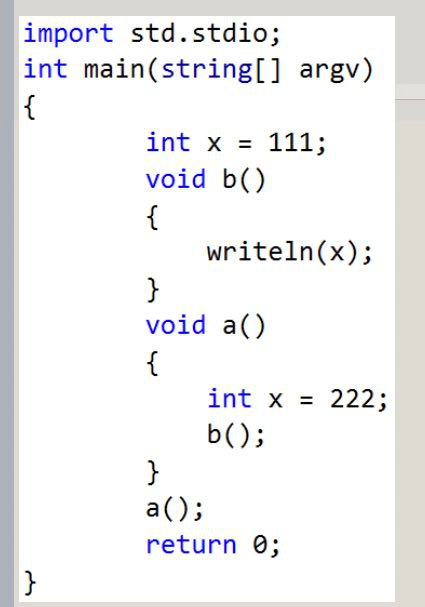 import std.stdio;
int main(string[] argv)
{
int x = 111;
void b()
{
writeln(x);
}
void a()
{
int x = 222;
b();
}
a();
return 0;
}